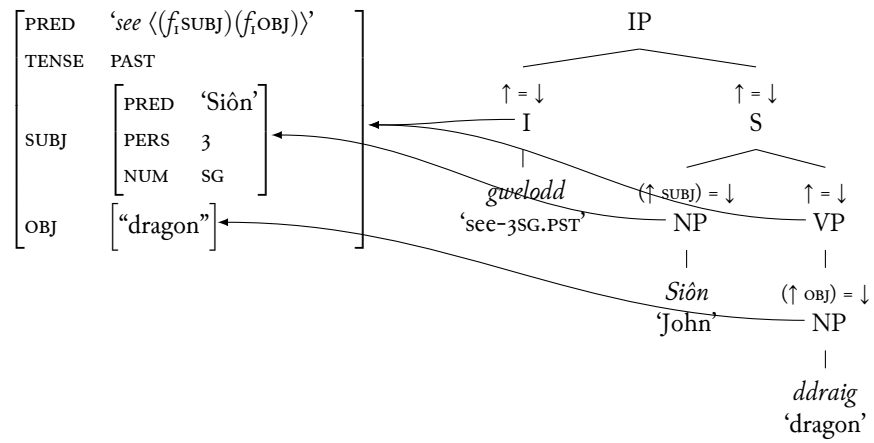 PRED ‘see ⟨(f₁SUBJ)(f₁OBJ)⟩’
TENSE PAST
SUBJ
PRED ‘Siôn’
PERS 3
NUM SG
OBJ “dragon”
IP
↑ = ↓ ↑ = ↓
I S
gwelodd (↑ SUBJ) = ↓ ↑ = ↓
‘see-3SG.PST’ NP VP
Siôn (↑ OBJ) = ↓
‘John’ NP
ddraig
‘dragon’